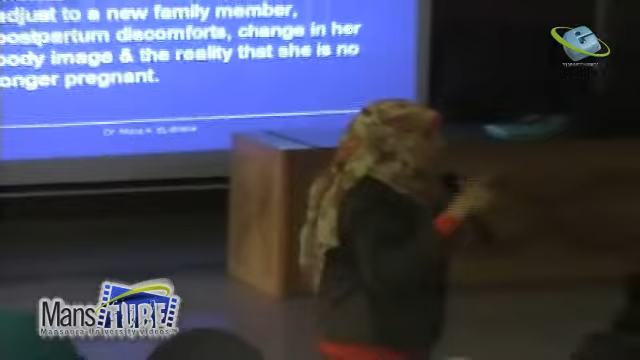 adjust to a new family member,
postpartum discomforts, change in her
body image & the reality that she is no
longer pregnant.
Mans TUBE
Mansoura University videos